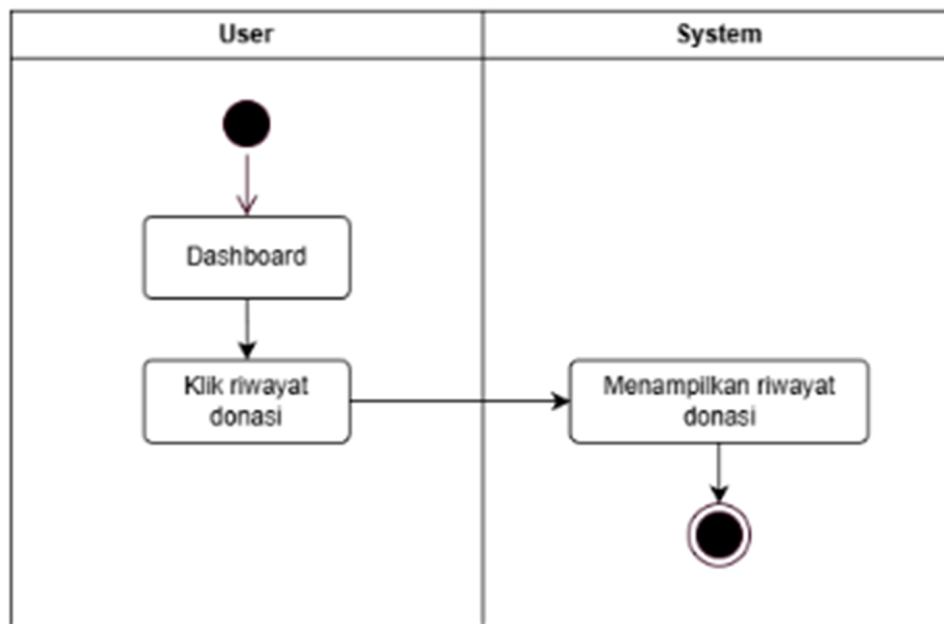 User
System
Dashboard
Klik riwayat
donasi
Menampilkan riwayat
donasi